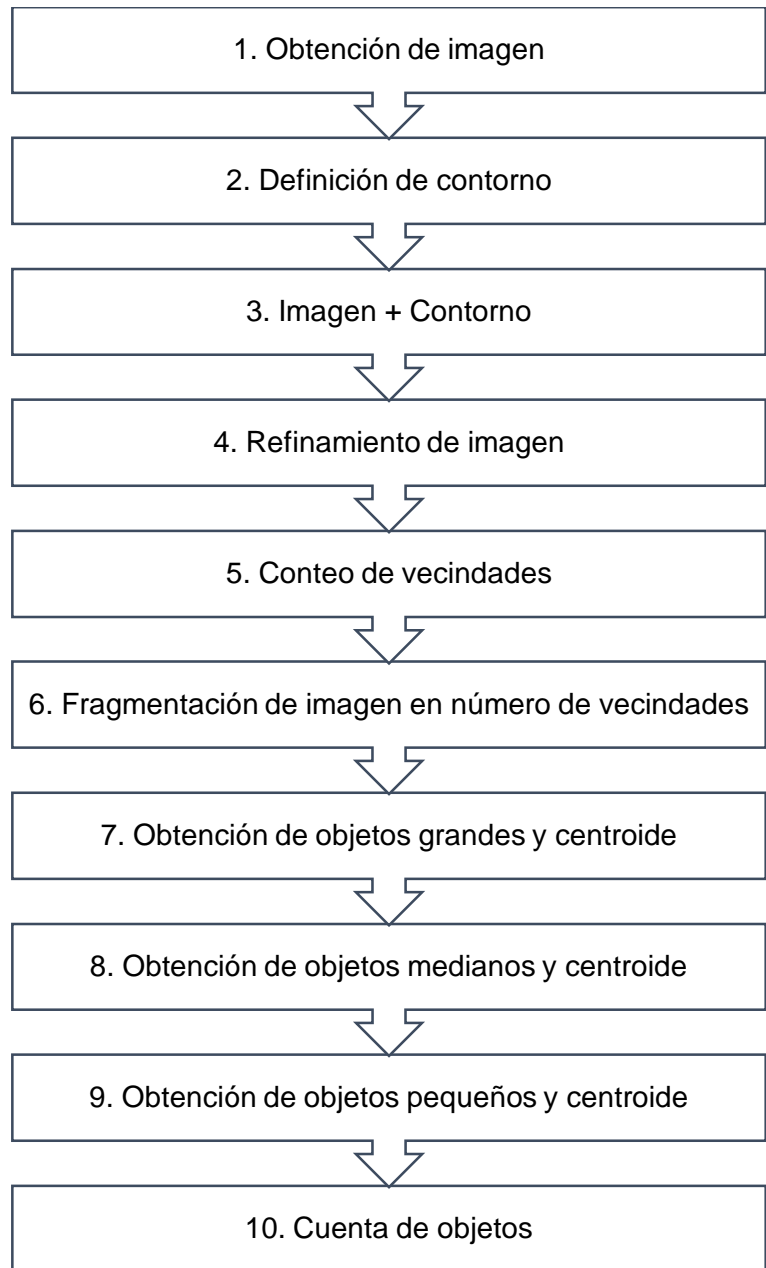 1. Obtención de imagen
2. Definición de contorno
3. Imagen + Contorno
4. Refinamiento de imagen
5. Conteo de vecindades
6. Fragmentación de imagen en número de vecindades
7. Obtención de objetos grandes y centroide
8. Obtención de objetos medianos y centroide
9. Obtención de objetos pequeños y centroide
10. Cuenta de objetos